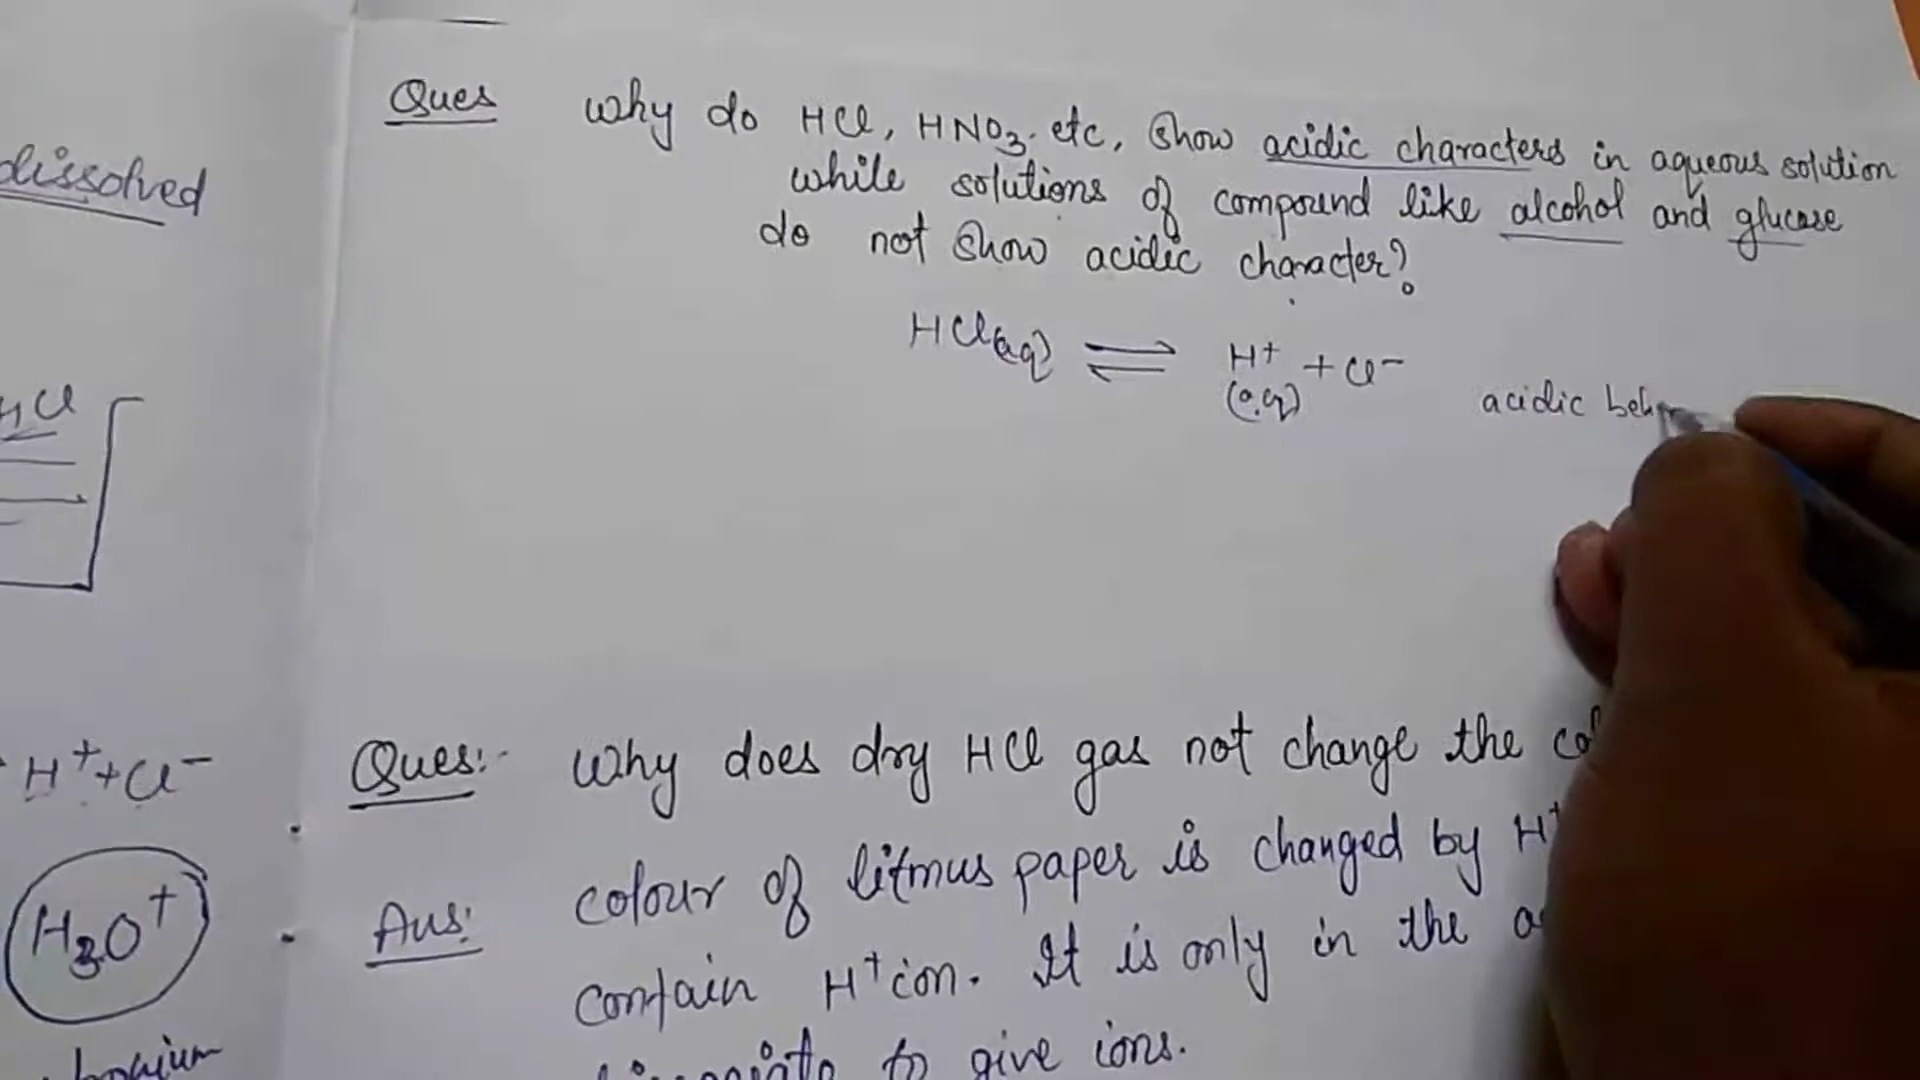 dissolved
HCl
H⁺+Cl⁻
H₃O⁺
Ques why do HCl, HNO₃. etc, show acidic characters in aqueous solution
while solutions of compound like alcohol and glucose
do not show acidic character?
HCl(aq) ⇌ H⁺(aq) + Cl⁻ acidic beh
Ques:- why does dry HCl gas not change the
colour of litmus paper is changed by H⁺
Ans: contain H⁺ion. It is only in the
to give ions.